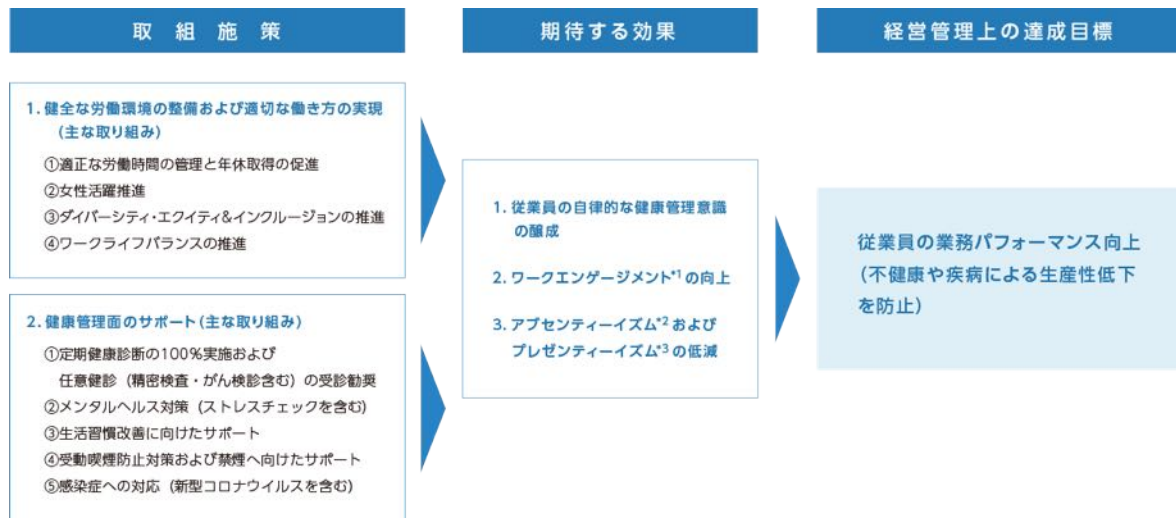 取組施策
期待する効果
経営管理上の達成目標
1. 健全な労働環境の整備および適切な働き方の実現
(主な取り組み)
①適正な労働時間の管理と年休取得の促進
②女性活躍推進
③ダイバーシティ・エクイティ&インクルージョンの推進
④ワークライフバランスの推進
2. 健康管理面のサポート(主な取り組み)
①定期健康診断の100%実施および
任意健診(精密検査・がん検診含む)の受診勧奨
②メンタルヘルス対策(ストレスチェックを含む)
③生活習慣改善に向けたサポート
④受動喫煙防止対策および禁煙へ向けたサポート
⑤感染症への対応(新型コロナウイルスを含む)
1. 従業員の自律的な健康管理意識
の醸成
2. ワークエンゲージメント*1の向上
3. アブセンティーイズム*2および
プレゼンティーイズム*3の低減
従業員の業務パフォーマンス向上
(不健康や疾病による生産性低下
を防止)